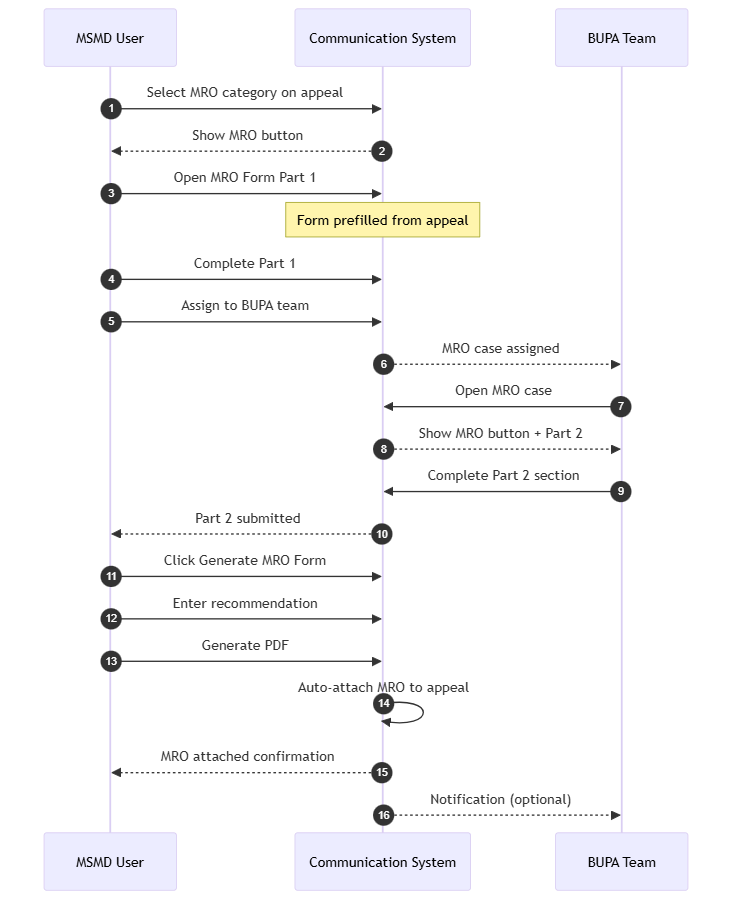 MSMD User
Communication System
BUPA Team
Select MRO category on appeal
1
Show MRO button
2
Open MRO Form Part 1
3
Form prefilled from appeal
Complete Part 1
4
Assign to BUPA team
5
MRO case assigned
6
Open MRO case
7
Show MRO button + Part 2
8
Complete Part 2 section
9
Part 2 submitted
10
Click Generate MRO Form
11
Enter recommendation
12
Generate PDF
13
Auto-attach MRO to appeal
14
MRO attached confirmation
15
Notification (optional)
16
MSMD User
Communication System
BUPA Team